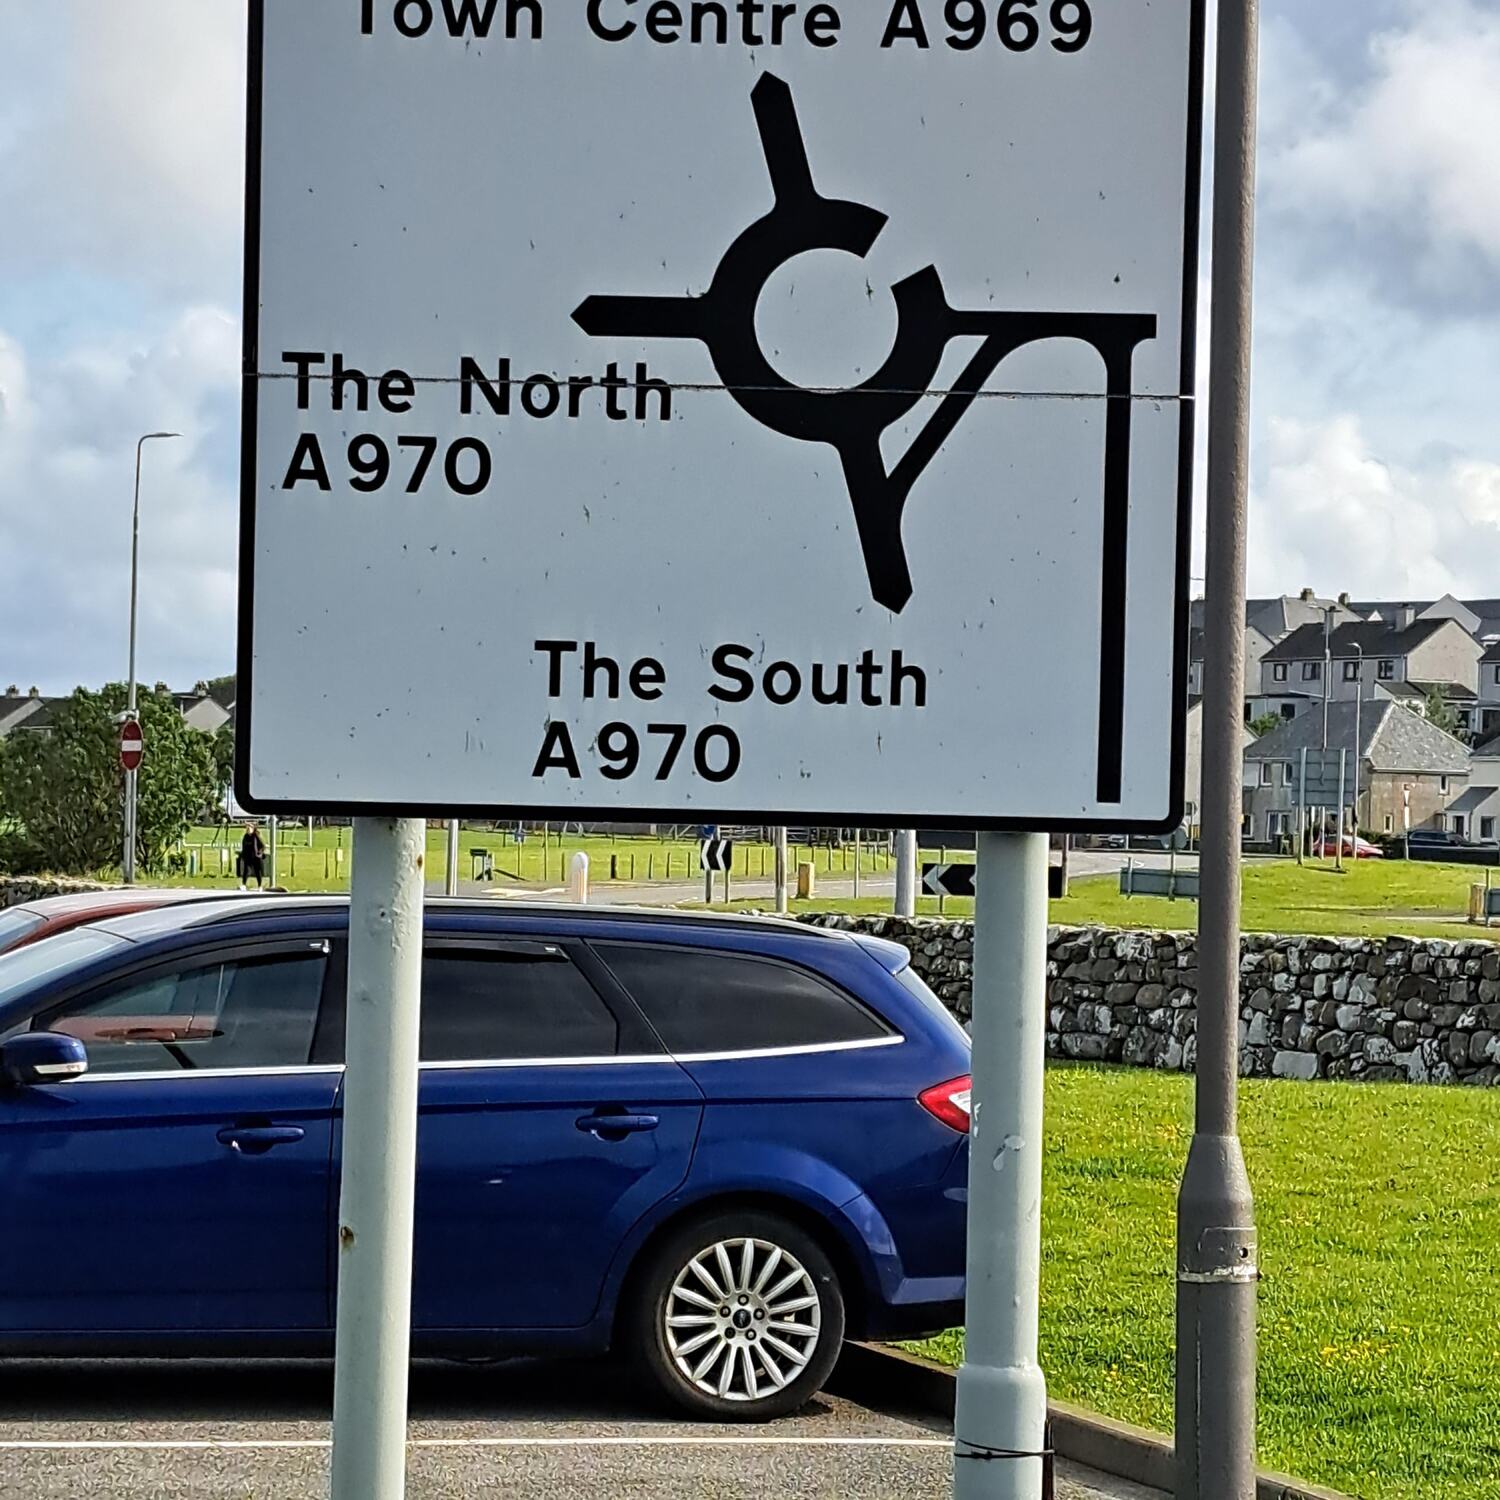 Town Centre A969
The North
A970
The South
A970